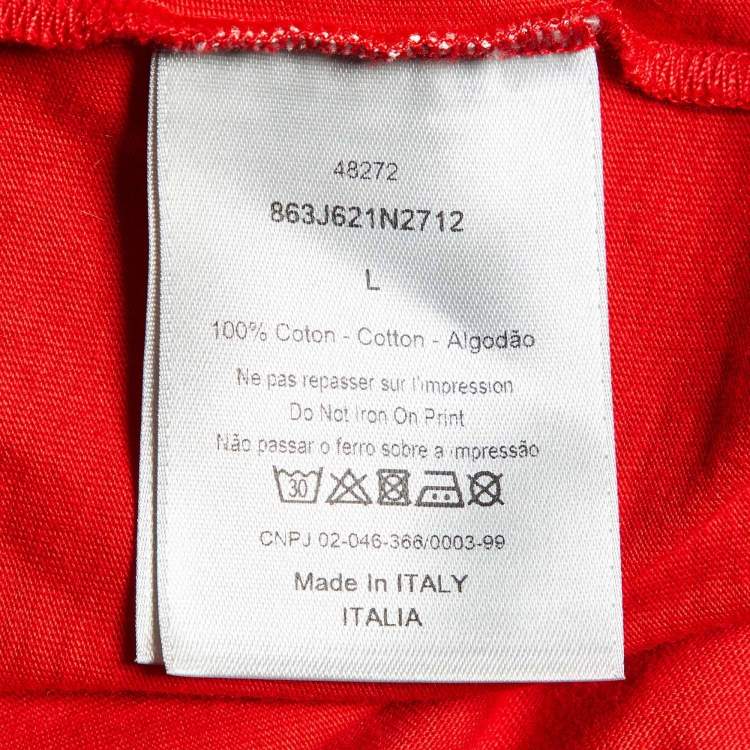 48272
863J621N2712
L
100% Coton - Cotton - Algodão
Ne pas repasser sur l'impression
Do Not Iron On Print
Não passar o ferro sobre a impressão
30
CNPJ 02-046-366/0003-99
Made In ITALY
ITALIA